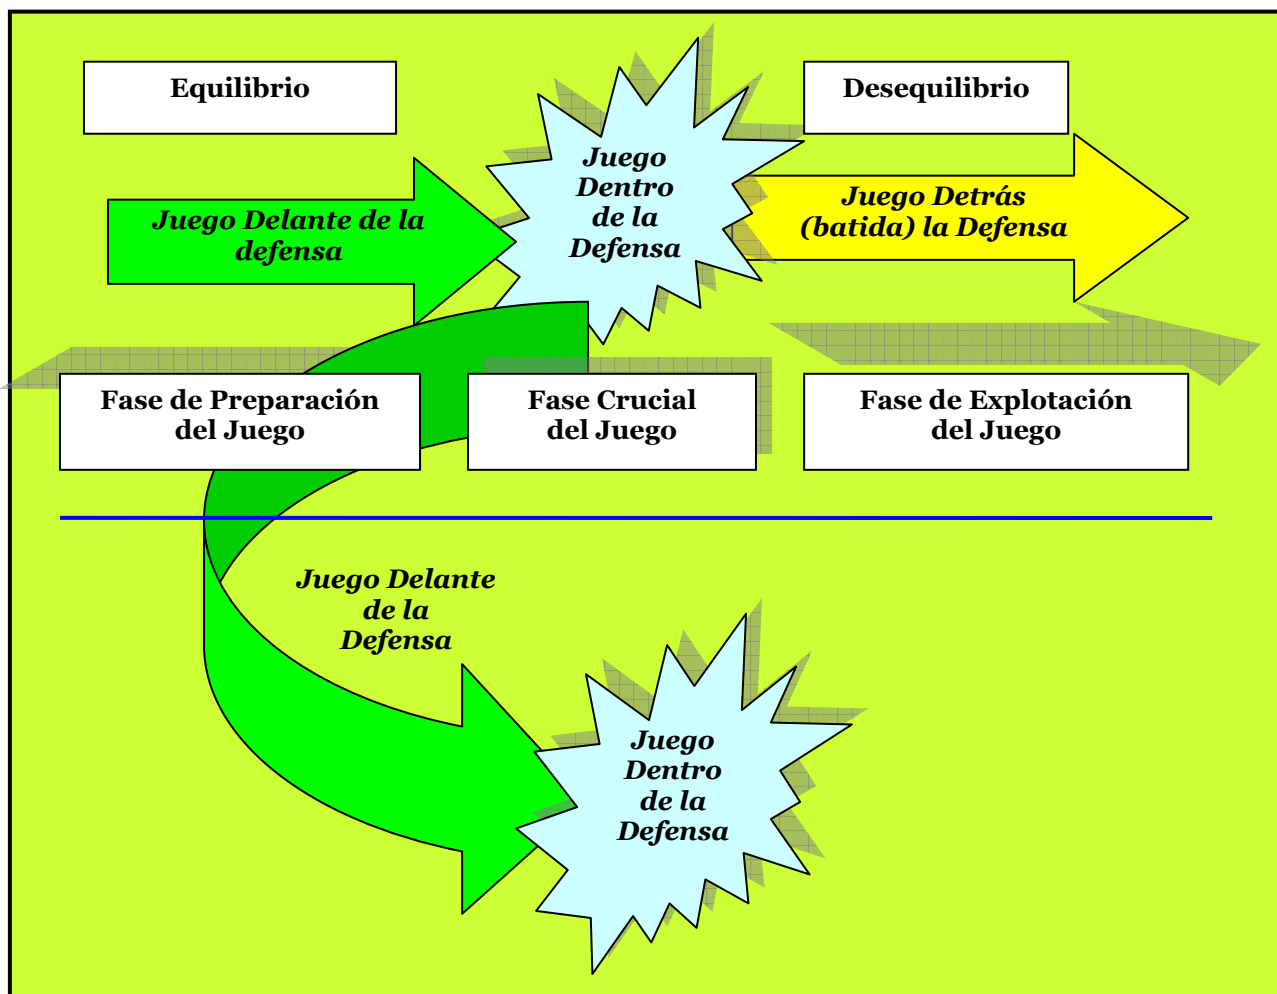 Equilibrio
Desequilibrio
Juego
Dentro
de la
Defensa
Juego Delante de la
defensa
Juego Detrás
(batida) la Defensa
Fase de Preparación
del Juego
Fase Crucial
del Juego
Fase de Explotación
del Juego
Juego Delante
de la
Defensa
Juego
Dentro
de la
Defensa